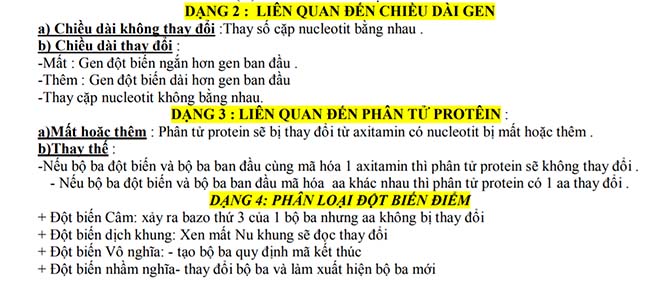 DẠNG 2 : LIÊN QUAN ĐẾN CHIỀU DÀI GEN
a) Chiều dài không thay đổi :Thay số cặp nucleotit bằng nhau .
b) Chiều dài thay đổi :
-Mất : Gen đột biến ngắn hơn gen ban đầu .
-Thêm : Gen đột biến dài hơn gen ban đầu
-Thay cặp nucleotit không bằng nhau.
DẠNG 3 : LIÊN QUAN ĐẾN PHÂN TỬ PROTÊIN :
a)Mất hoặc thêm : Phân tử protein sẽ bị thay đổi từ axitamin có nucleotit bị mất hoặc thêm .
b)Thay thế :
-Nếu bộ ba đột biến và bộ ba ban đầu cùng mã hóa 1 axitamin thì phân tử protein sẽ không thay đổi .
- Nếu bộ ba đột biến và bộ ba ban đầu mã hóa aa khác nhau thì phân tử protein có 1 aa thay đổi .
DẠNG 4: PHÂN LOẠI ĐỘT BIẾN ĐIỂM
+ Đột biến Câm: xảy ra bazo thứ 3 của 1 bộ ba nhưng aa không bị thay đổi
+ Đột biến dịch khung: Xen mất Nu khung sẽ đọc thay đổi
+ Đột biến Vô nghĩa: - tạo bộ ba quy định mã kết thúc
+ Đột biến nhầm nghĩa- thay đổi bộ ba và làm xuất hiện bộ ba mới